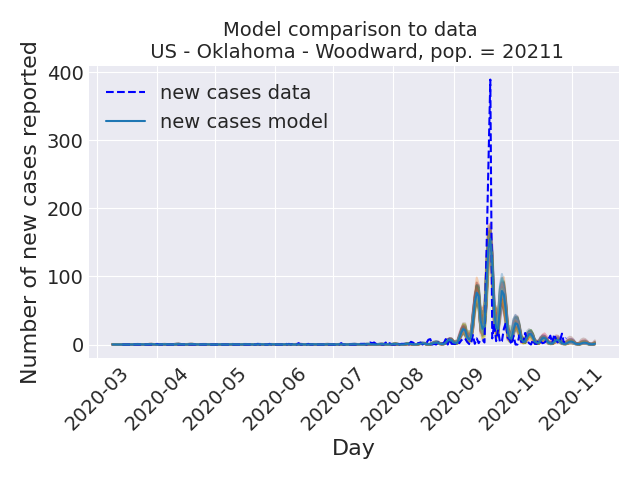 Model comparison to data
US - Oklahoma - Woodward, pop. = 20211
Number of new cases reported
400
300
200
100
0
new cases data
new cases model
2020-03
2020-04
2020-05
2020-06
2020-07
2020-08
2020-09
2020-10
2020-11
Day